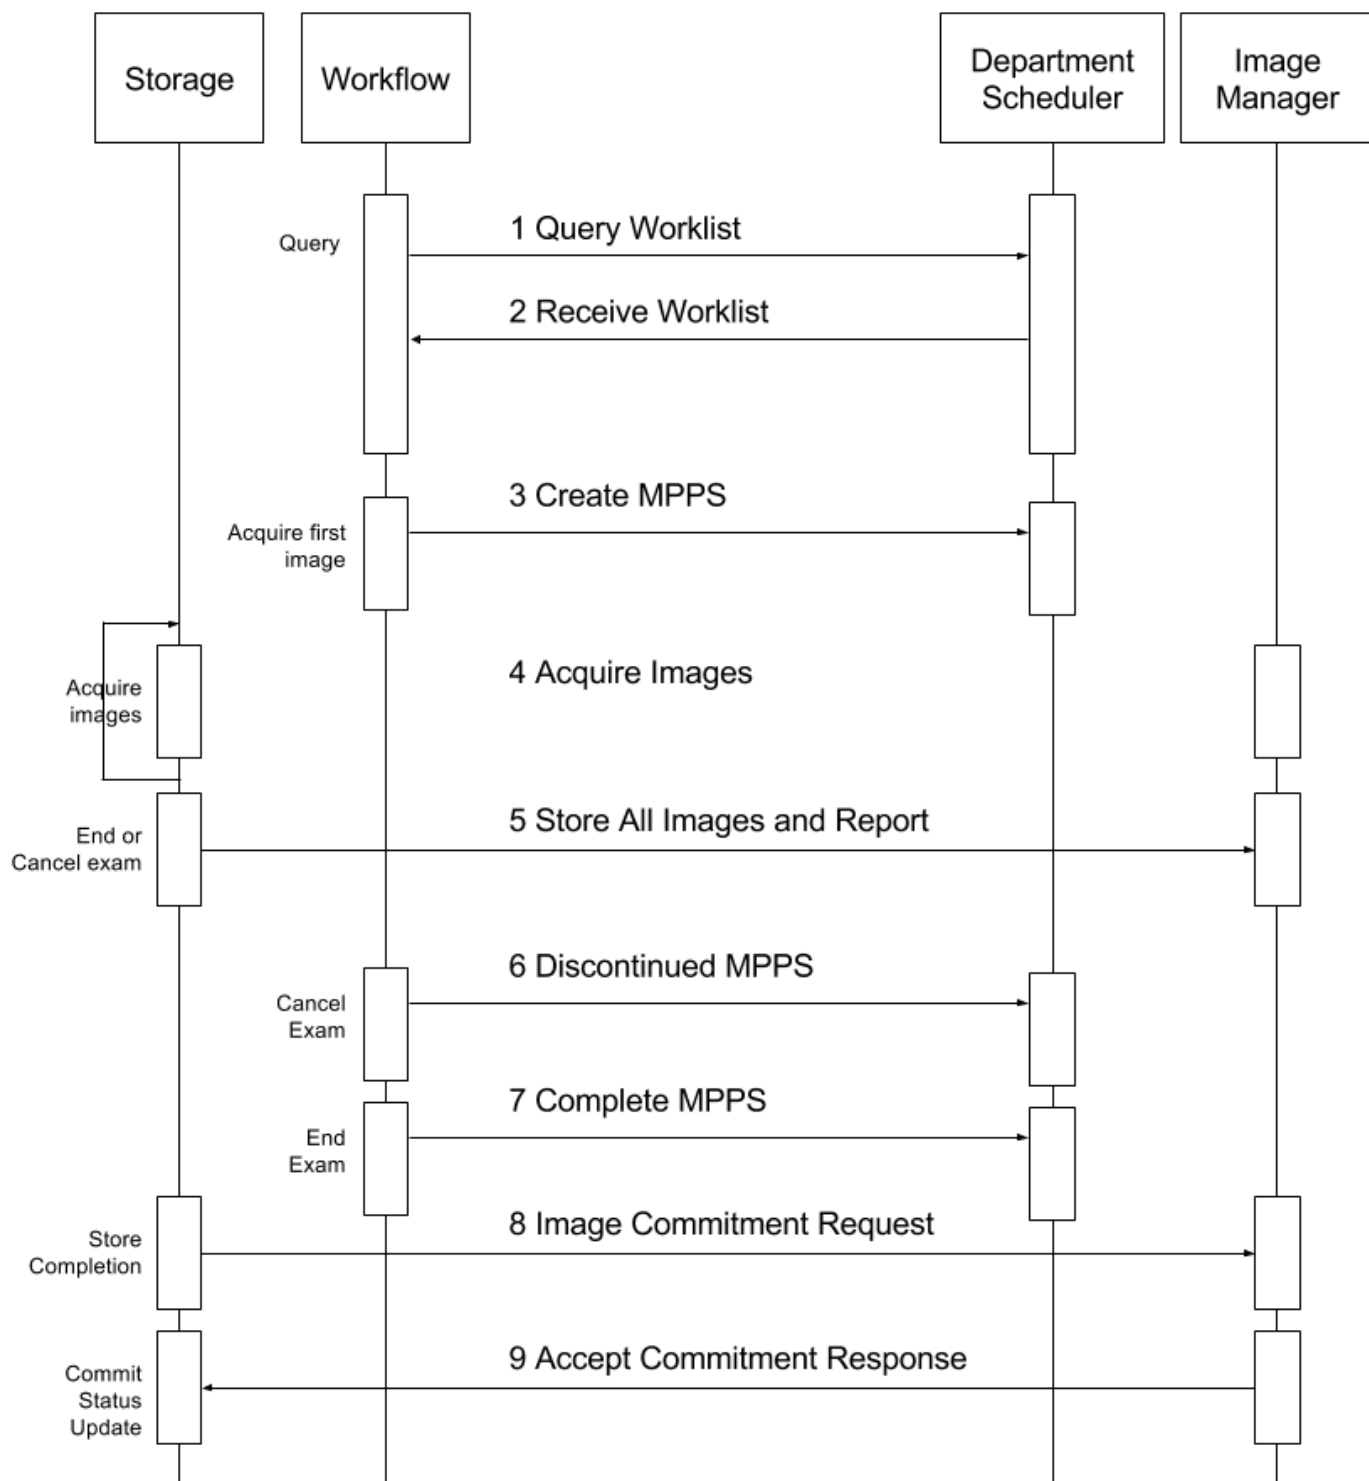 Storage
Workflow
Department
Scheduler
Image
Manager
Query
1 Query Worklist
2 Receive Worklist
3 Create MPPS
Acquire first
image
4 Acquire Images
Acquire
images
5 Store All Images and Report
End or
Cancel exam
6 Discontinued MPPS
Cancel
Exam
7 Complete MPPS
End
Exam
8 Image Commitment Request
Store
Completion
9 Accept Commitment Response
Commit
Status
Update